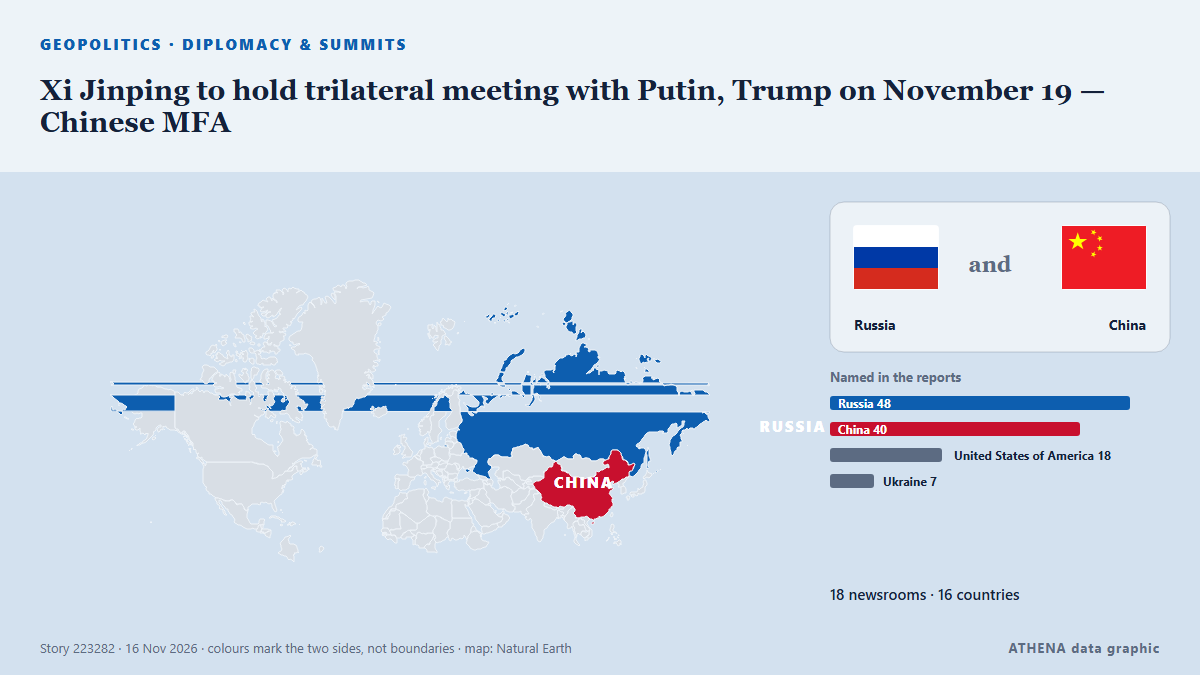 GEOPOLITICS · DIPLOMACY & SUMMITS
Xi Jinping to hold trilateral meeting with Putin, Trump on November 19 —
Chinese MFA
and
Russia
China
Named in the reports
Russia 48
RUSSIA
China 40
United States of America 18
CHINA
Ukraine 7
18 newsrooms · 16 countries
Story 223282 · 16 Nov 2026 · colours mark the two sides, not boundaries · map: Natural Earth
ATHENA data graphic